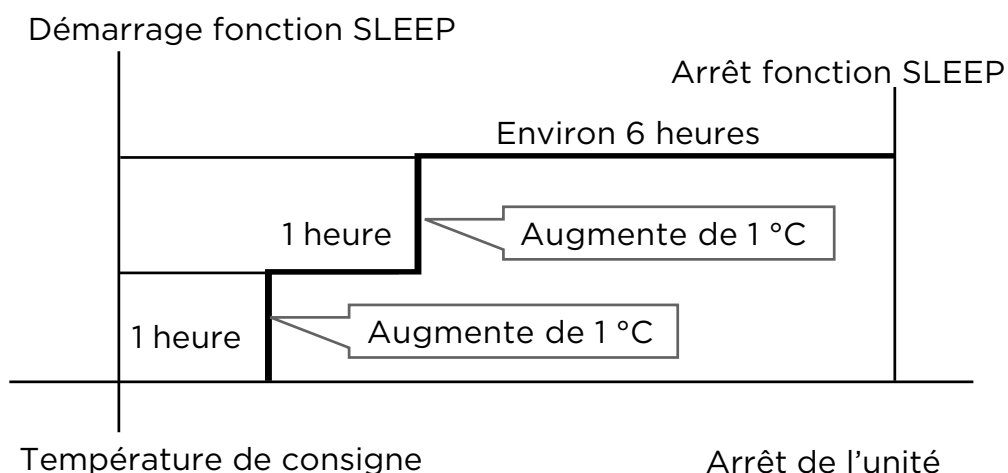 Démarrage fonction SLEEP
Arrêt fonction SLEEP
Environ 6 heures
1 heure
Augmente de 1 °C
1 heure
Augmente de 1 °C
Température de consigne
Arrêt de l'unité